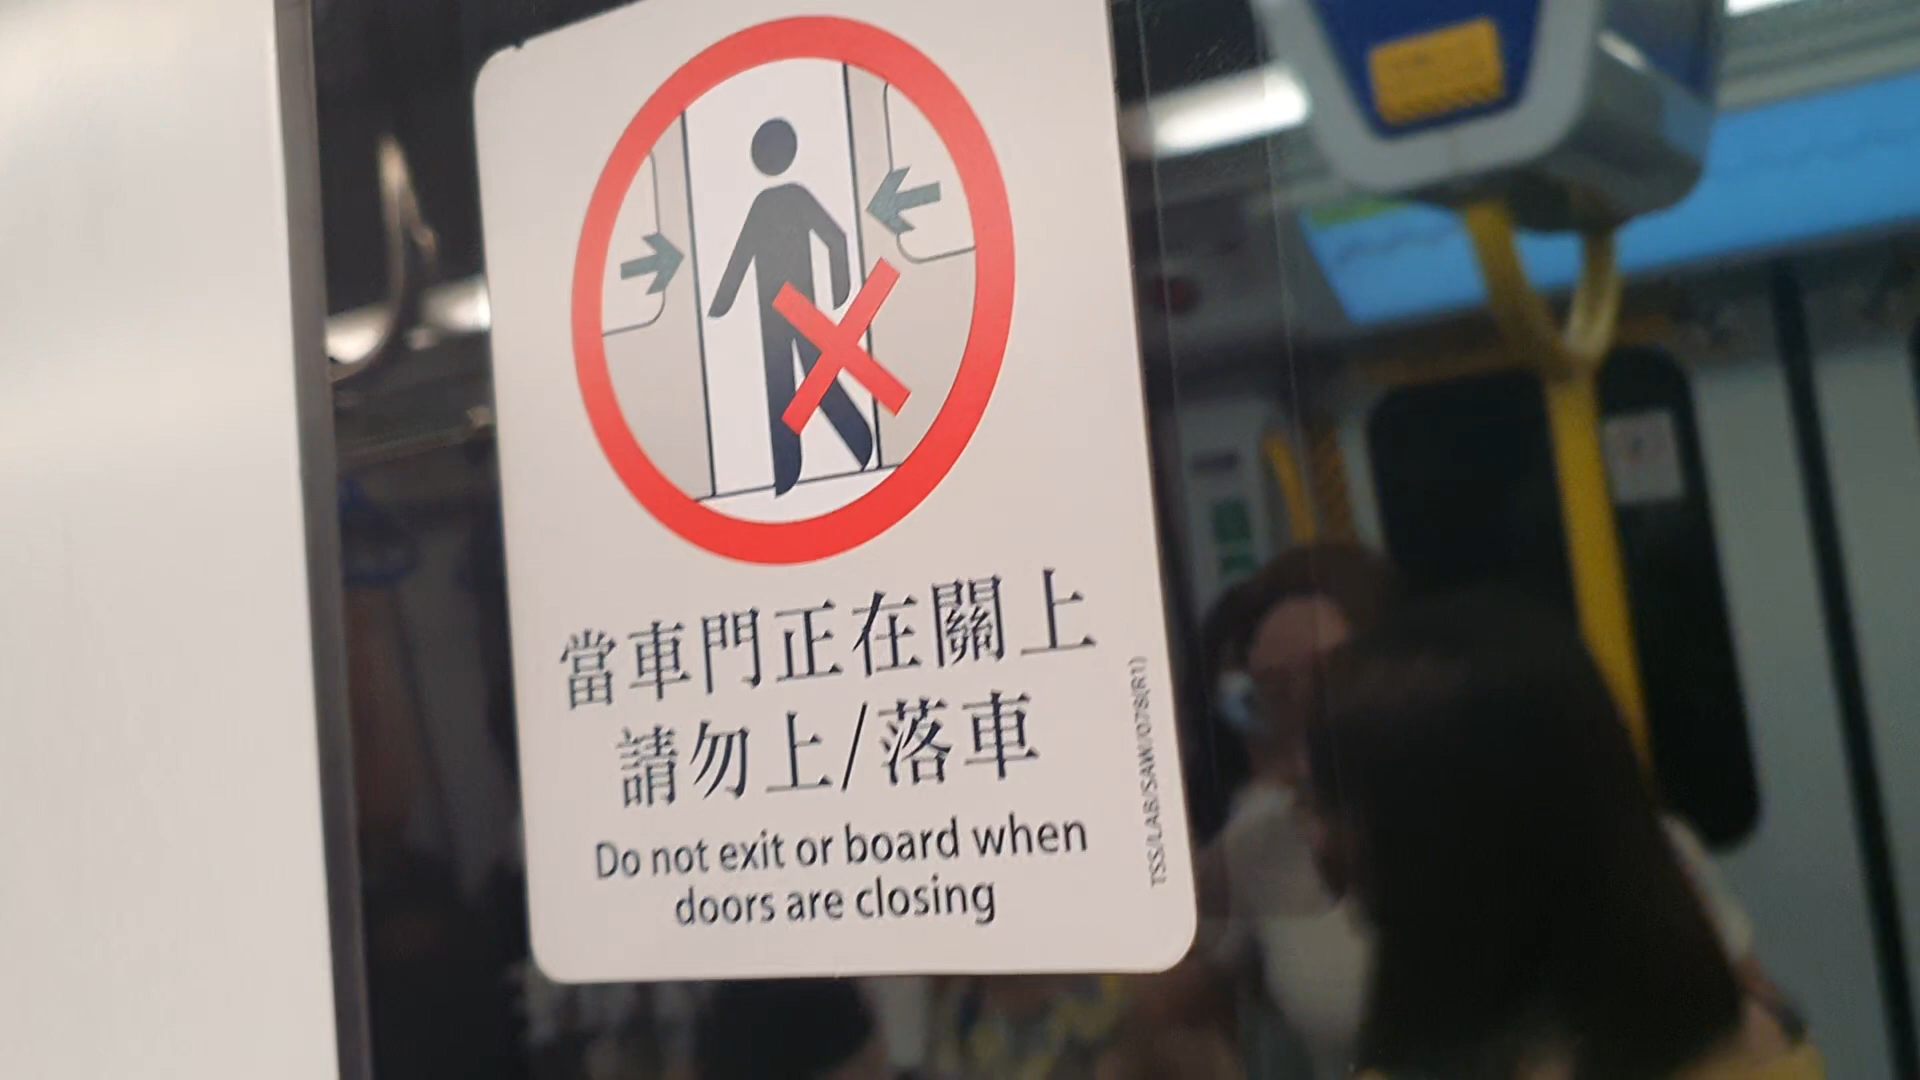 當車門正在關上
請勿上/落車
Do not exit or board when
doors are closing
TSS/LAB/SAW/078(R1)